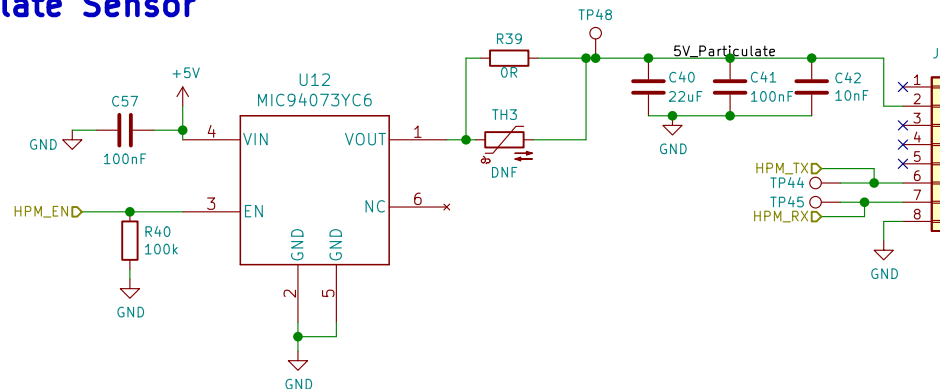 late Sensor
TP48
R39
0R
5V_Particulate
J
+5V
U12
MIC94073YC6
C57
100nF
GND
4
VIN
VOUT
1
TH3
DNF
C40
22uF
C41
100nF
C42
10nF
GND
1
2
3
4
5
6
7
8
HPM_TX
TP44
TP45
HPM_RX
GND
HPM_EN
3
EN
NC
6
R40
100k
GND
GND
GND
2
5
GND